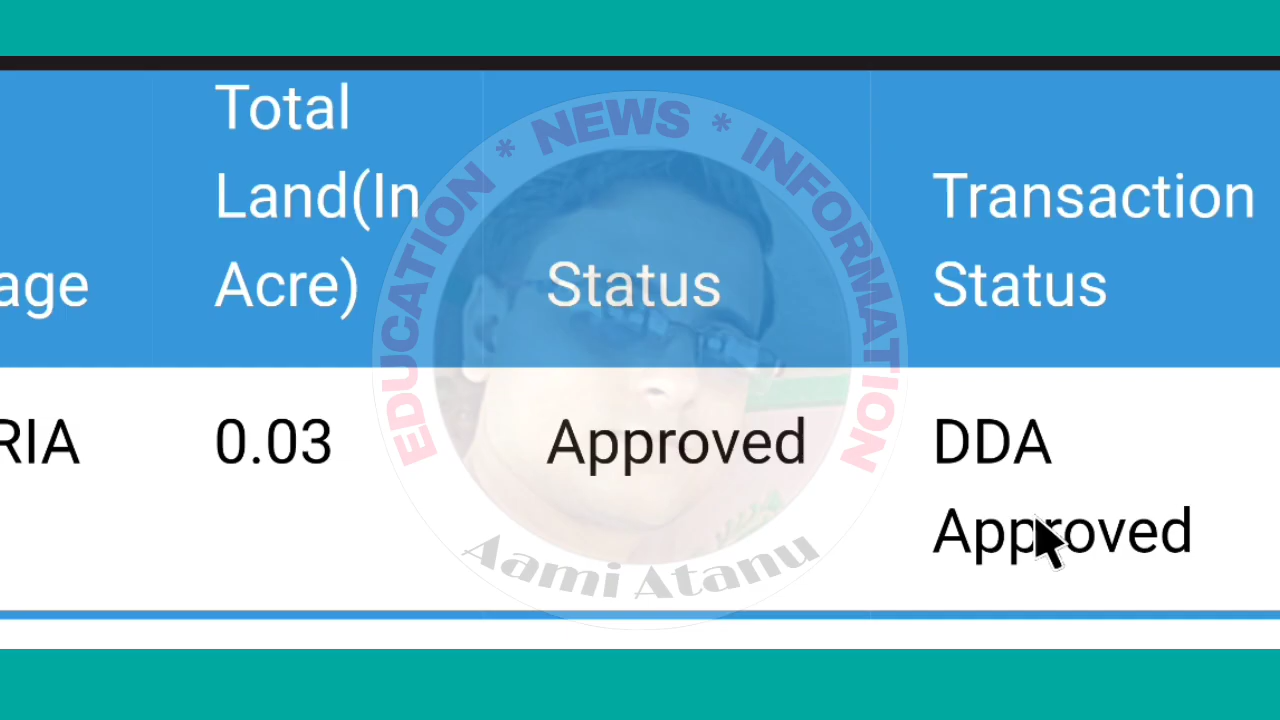 Total
Land(In
Acre)
age
Status
Transaction
Status
RIA
0.03
Approved
DDA
Approved
EDUCATION * NEWS * INFORMATION
Aami Atanu